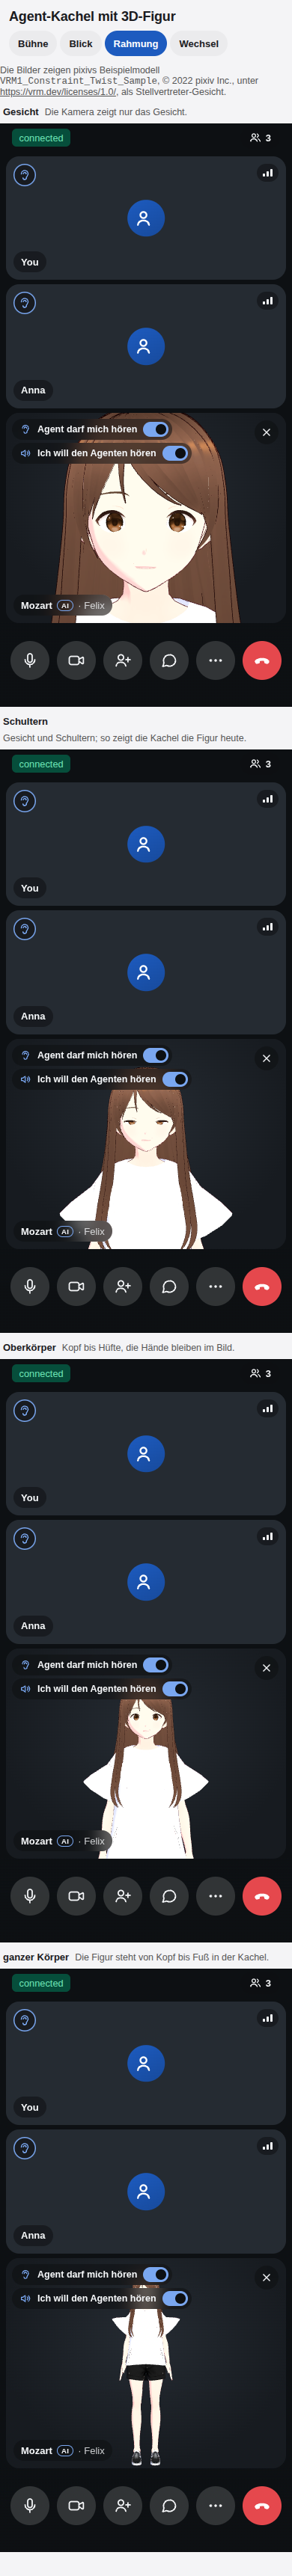 Agent-Kachel mit 3D-Figur
Bühne Blick Rahmung Wechsel
Die Bilder zeigen pixivs Beispielmodell
VRM1_Constraint_Twist_Sample, © 2022 pixiv Inc., unter
https://vrm.dev/licenses/1.0/, als Stellvertreter-Gesicht.
Gesicht Die Kamera zeigt nur das Gesicht.
connected 3
You
Anna
Agent darf mich hören
Ich will den Agenten hören
Mozart AI · Felix
Schultern
Gesicht und Schultern; so zeigt die Kachel die Figur heute.
connected 3
You
Anna
Agent darf mich hören
Ich will den Agenten hören
Mozart AI · Felix
Oberkörper Kopf bis Hüfte, die Hände bleiben im Bild.
connected 3
You
Anna
Agent darf mich hören
Ich will den Agenten hören
Mozart AI · Felix
ganzer Körper Die Figur steht von Kopf bis Fuß in der Kachel.
connected 3
You
Anna
Agent darf mich hören
Ich will den Agenten hören
Mozart AI · Felix